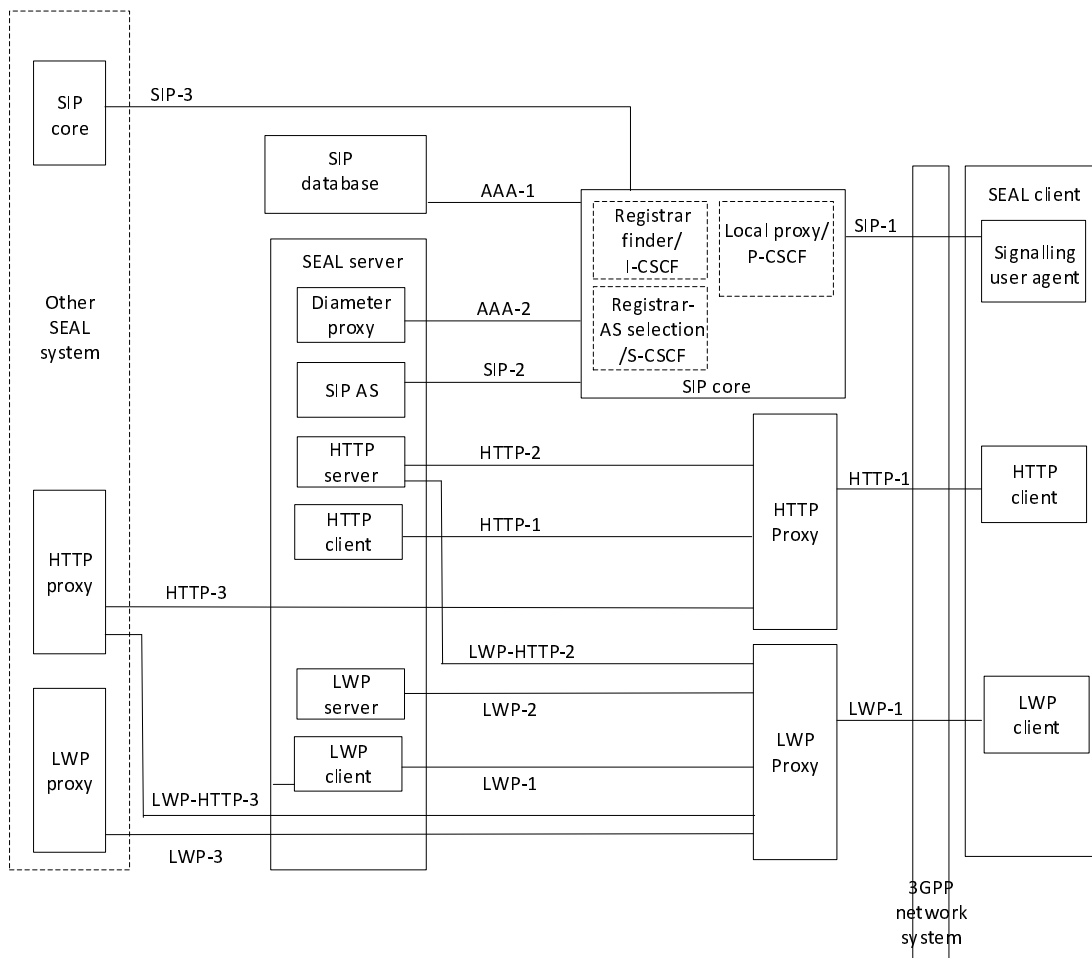 SIP
core
SIP-3
SIP
database
AAA-1
Registrar
finder/
I-CSCF
Local proxy/
P-CSCF
SIP-1
SEAL client
Signalling
user agent
SEAL server
Diameter
proxy
AAA-2
Registrar-
AS selection
/S-CSCF
Other
SEAL
system
SIP AS
SIP-2
SIP core
HTTP
server
HTTP-2
HTTP-1
HTTP
client
HTTP
client
HTTP-1
HTTP
Proxy
HTTP
proxy
HTTP-3
LWP-HTTP-2
LWP
server
LWP-2
LWP-1
LWP
client
LWP
proxy
LWP
client
LWP-1
LWP
Proxy
LWP-HTTP-3
LWP-3
3GPP
network
system